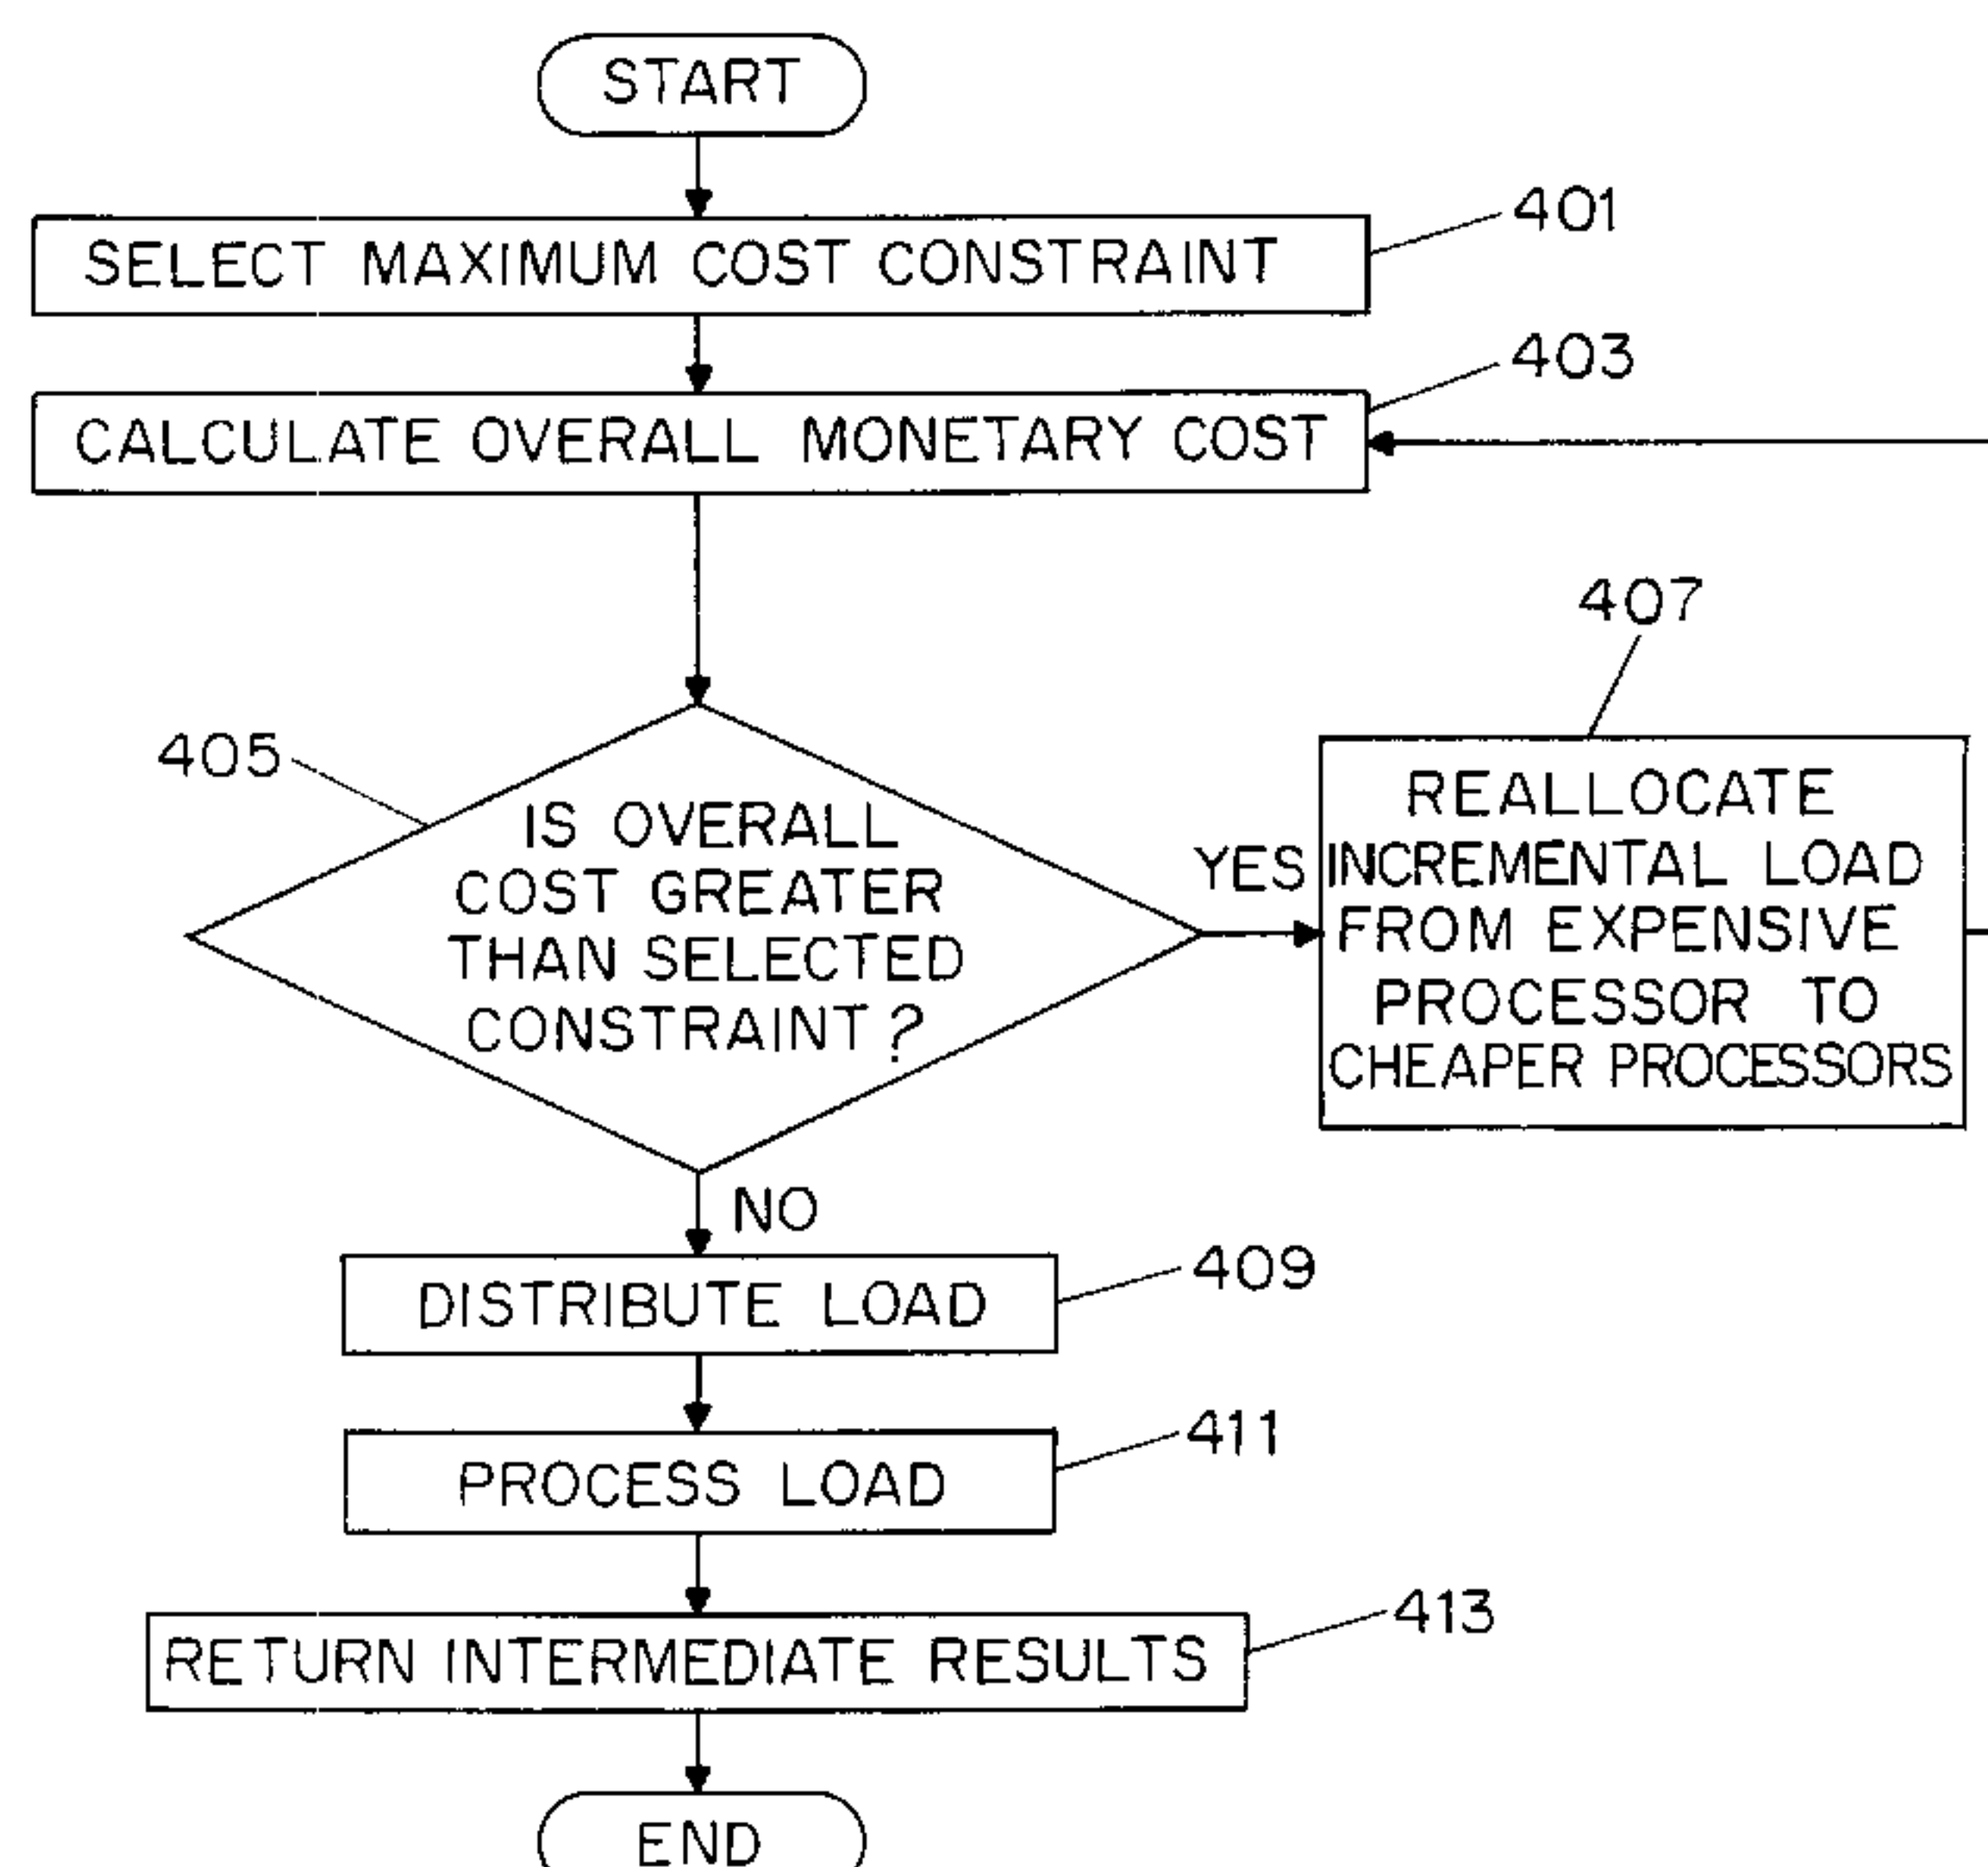 START
401
SELECT MAXIMUM COST CONSTRAINT
403
CALCULATE OVERALL MONETARY COST
407
405
IS OVERALL
COST GREATER
THAN SELECTED
CONSTRAINT?
YES
REALLOCATE
INCREMENTAL LOAD
FROM EXPENSIVE
PROCESSOR TO
CHEAPER PROCESSORS
NO
409
DISTRIBUTE LOAD
411
PROCESS LOAD
413
RETURN INTERMEDIATE RESULTS
END